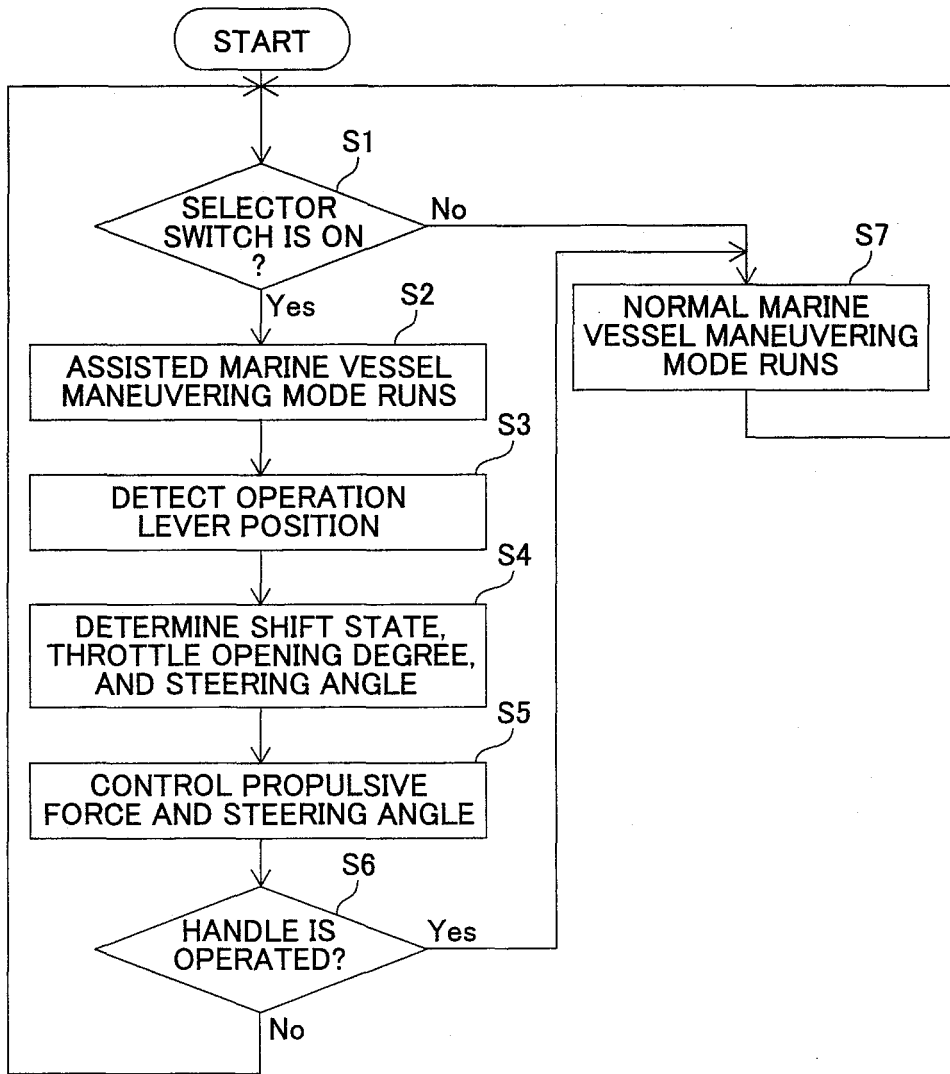 START
S1
SELECTOR
SWITCH IS ON
?
No
Yes
S2
ASSISTED MARINE VESSEL
MANEUVERING MODE RUNS
S3
DETECT OPERATION
LEVER POSITION
S4
DETERMINE SHIFT STATE,
THROTTLE OPENING DEGREE,
AND STEERING ANGLE
S5
CONTROL PROPULSIVE
FORCE AND STEERING ANGLE
S6
HANDLE IS
OPERATED?
Yes
No
S7
NORMAL MARINE
VESSEL MANEUVERING
MODE RUNS